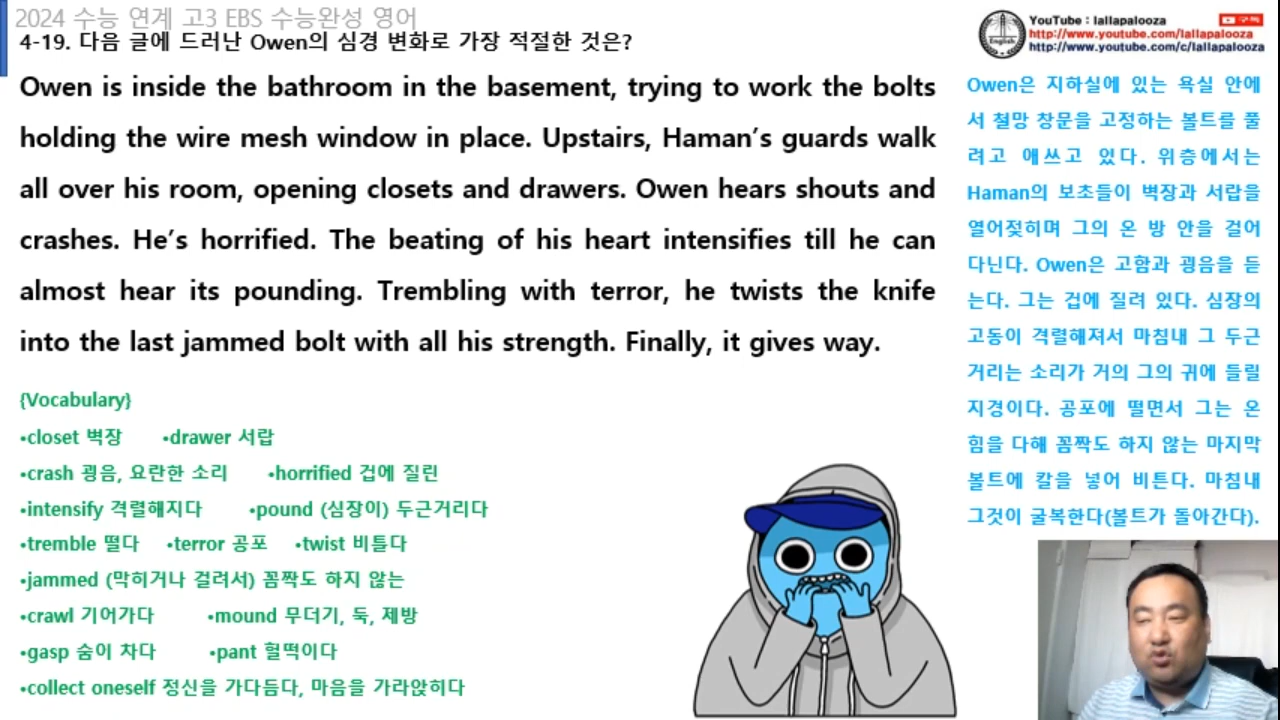 2024 수능 연계 고3 EBS 수능완성 영어
4-19. 다음 글에 드러난 Owen의 심경 변화로 가장 적절한 것은?
YouTube : lallapalooza
구독
http://www.youtube.com/lallapalooza
http://www.youtube.com/c/lallapalooza
English
Owen is inside the bathroom in the basement, trying to work the bolts
holding the wire mesh window in place. Upstairs, Haman's guards walk
all over his room, opening closets and drawers. Owen hears shouts and
crashes. He's horrified. The beating of his heart intensifies till he can
almost hear its pounding. Trembling with terror, he twists the knife
into the last jammed bolt with all his strength. Finally, it gives way.
Owen은 지하실에 있는 욕실 안에
서 철망 창문을 고정하는 볼트를 풀
려고 애쓰고 있다. 위층에서는
Haman의 보초들이 벽장과 서랍을
열어젖히며 그의 온 방 안을 걸어
다닌다. Owen은 고함과 굉음을 듣
는다. 그는 겁에 질려 있다. 심장의
고동이 격렬해져서 마침내 그 두근
거리는 소리가 거의 그의 귀에 들릴
지경이다. 공포에 떨면서 그는 온
힘을 다해 꼼짝도 하지 않는 마지막
볼트에 칼을 넣어 비튼다. 마침내
그것이 굴복한다(볼트가 돌아간다).
{Vocabulary}
•closet 벽장 •drawer 서랍
•crash 굉음, 요란한 소리 •horrified 겁에 질린
•intensify 격렬해지다 •pound (심장이) 두근거리다
•tremble 떨다 •terror 공포 •twist 비틀다
•jammed (막히거나 걸려서) 꼼짝도 하지 않는
•crawl 기어가다 •mound 무더기, 둑, 제방
•gasp 숨이 차다 •pant 헐떡이다
•collect oneself 정신을 가다듬다, 마음을 가라앉히다